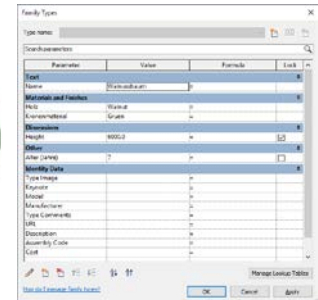 Family Types
Type name:
Search parameters
Parameter Value Formula Lock
Text
Name Walnussbaum =
Materials and Finishes
Holz Walnut =
Kronenmaterial Gruen =
Dimensions
Height 6000.0 =
Other
Alter (Jahre) 7 =
Identity Data
Type Image =
Keynote =
Model =
Manufacturer =
Type Comments =
URL =
Description =
Assembly Code =
Cost =
Manage Lookup Tables
How do I manage family types?
OK Cancel Apply